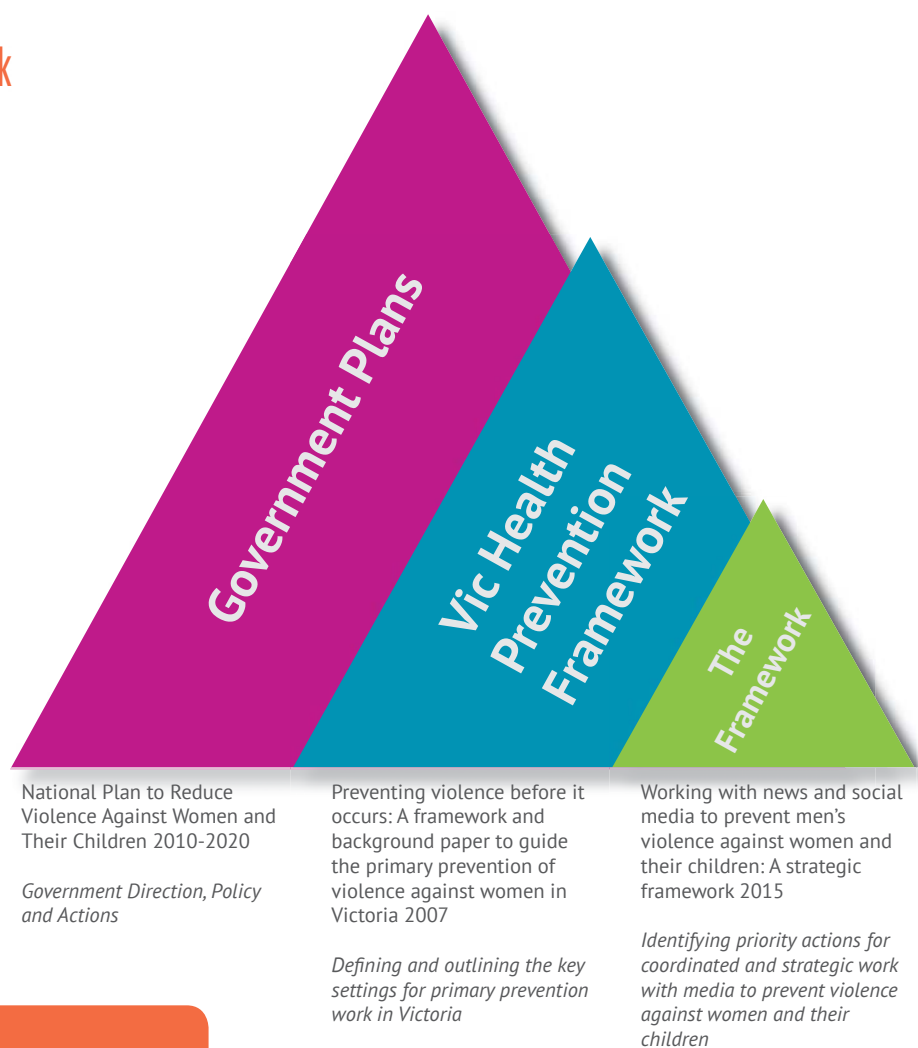 k
Government Plans
Vic Health
Prevention
Framework
The
Framework
National Plan to Reduce
Violence Against Women and
Their Children 2010-2020
Government Direction, Policy
and Actions
Preventing violence before it
occurs: A framework and
background paper to guide
the primary prevention of
violence against women in
Victoria 2007
Defining and outlining the key
settings for primary prevention
work in Victoria
Working with news and social
media to prevent men’s
violence against women and
their children: A strategic
framework 2015
Identifying priority actions for
coordinated and strategic work
with media to prevent violence
against women and their
children